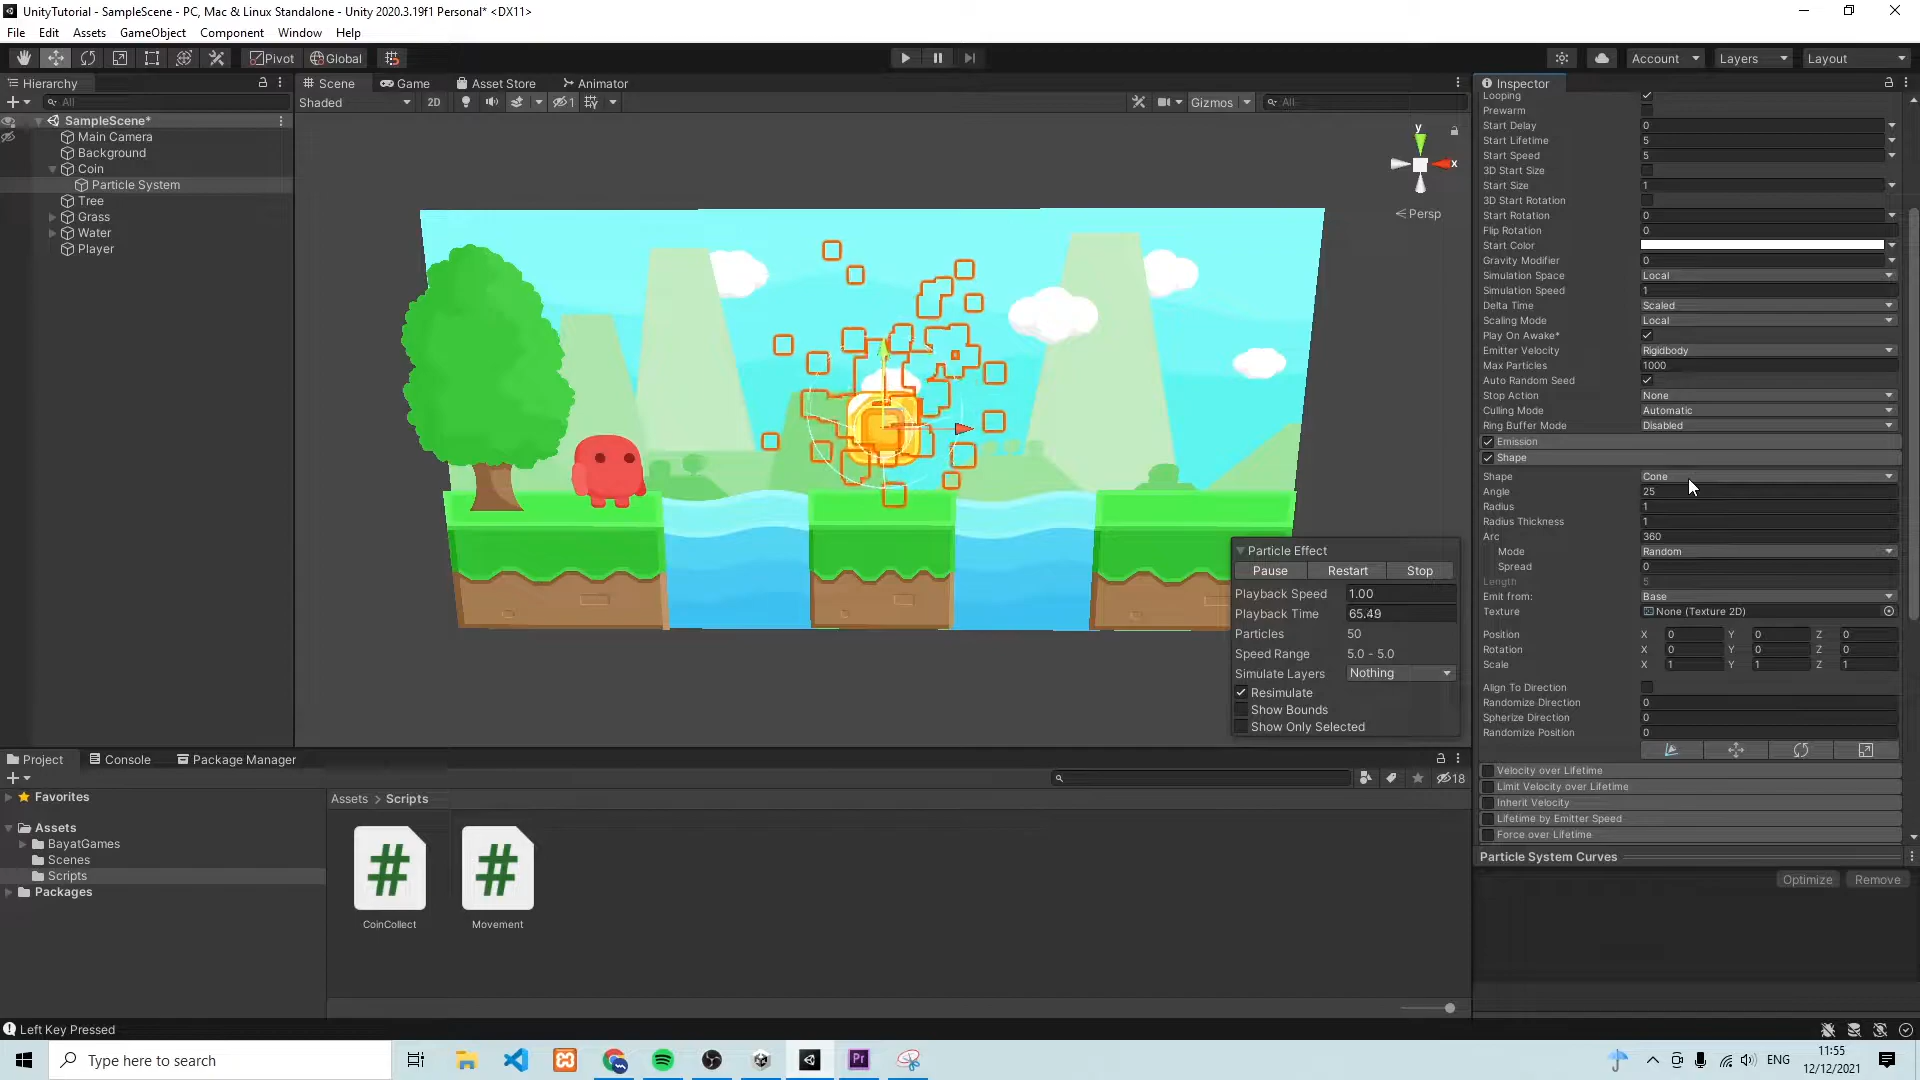 UnityTutorial - SampleScene - PC, Mac & Linux Standalone - Unity 2020.3.19f1 Personal* <DX11>
File Edit Assets GameObject Component Window Help
Pivot Global Account Layers Layout
Hierarchy
All
SampleScene*
Main Camera
Background
Coin
Particle System
Tree
Grass
Water
Player
Scene Game Asset Store Animator
Shaded 2D 1 Gizmos All
y
x
Persp
Particle Effect
Pause Restart Stop
Playback Speed 1.00
Playback Time 65.49
Particles 50
Speed Range 5.0 - 5.0
Simulate Layers Nothing
Resimulate
Show Bounds
Show Only Selected
Inspector
Looping
Prewarm
Start Delay 0
Start Lifetime 5
Start Speed 5
3D Start Size
Start Size 1
3D Start Rotation
Start Rotation 0
Flip Rotation 0
Start Color
Gravity Modifier 0
Simulation Space Local
Simulation Speed 1
Delta Time Scaled
Scaling Mode Local
Play On Awake*
Emitter Velocity Rigidbody
Max Particles 1000
Auto Random Seed
Stop Action None
Culling Mode Automatic
Ring Buffer Mode Disabled
Emission
Shape
Shape Cone
Angle 25
Radius 1
Radius Thickness 1
Arc 360
Mode Random
Spread 0
Length 5
Emit from: Base
Texture None (Texture 2D)
Position X 0 Y 0 Z 0
Rotation X 0 Y 0 Z 0
Scale X 1 Y 1 Z 1
Align To Direction
Randomize Direction 0
Spherize Direction 0
Randomize Position 0
Velocity over Lifetime
Limit Velocity over Lifetime
Inherit Velocity
Lifetime by Emitter Speed
Force over Lifetime
Particle System Curves
Optimize Remove
Project Console Package Manager
18
Favorites
Assets
BayatGames
Scenes
Scripts
Packages
Assets > Scripts
CoinCollect
Movement
Left Key Pressed
Type here to search
Pr
ENG
11:55
12/12/2021